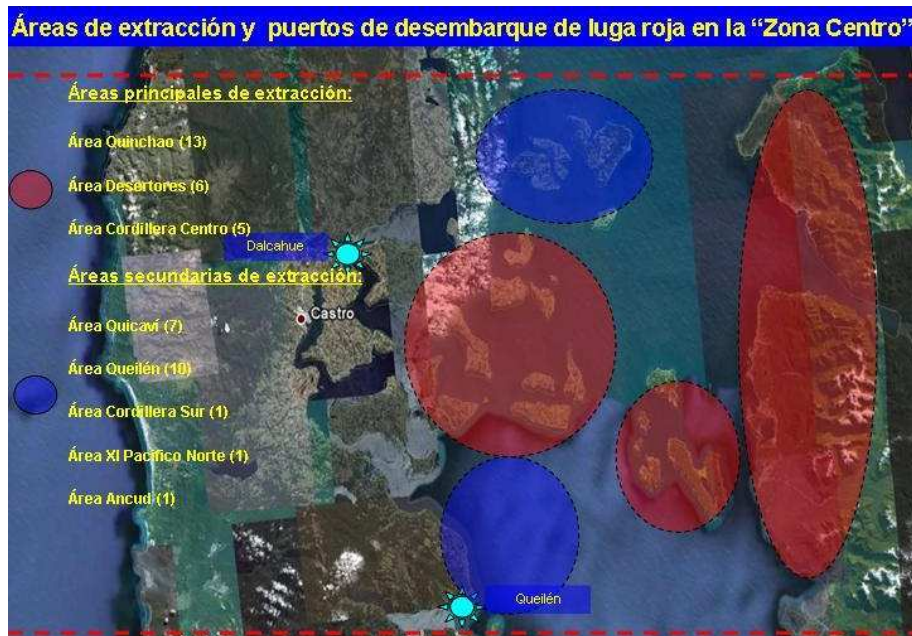 Áreas de extracción y puertos de desembarque de luga roja en la “Zona Centro”
Áreas principales de extracción:
Área Quinchao (13)
Área Desertores (6)
Área Cordillera Centro (5)
Dalcahue
Áreas secundarias de extracción:
Castro
Área Quicaví (7)
Área Queilén (10)
Área Cordillera Sur (1)
Área XI Pacífico Norte (1)
Área Ancud (1)
Queilén